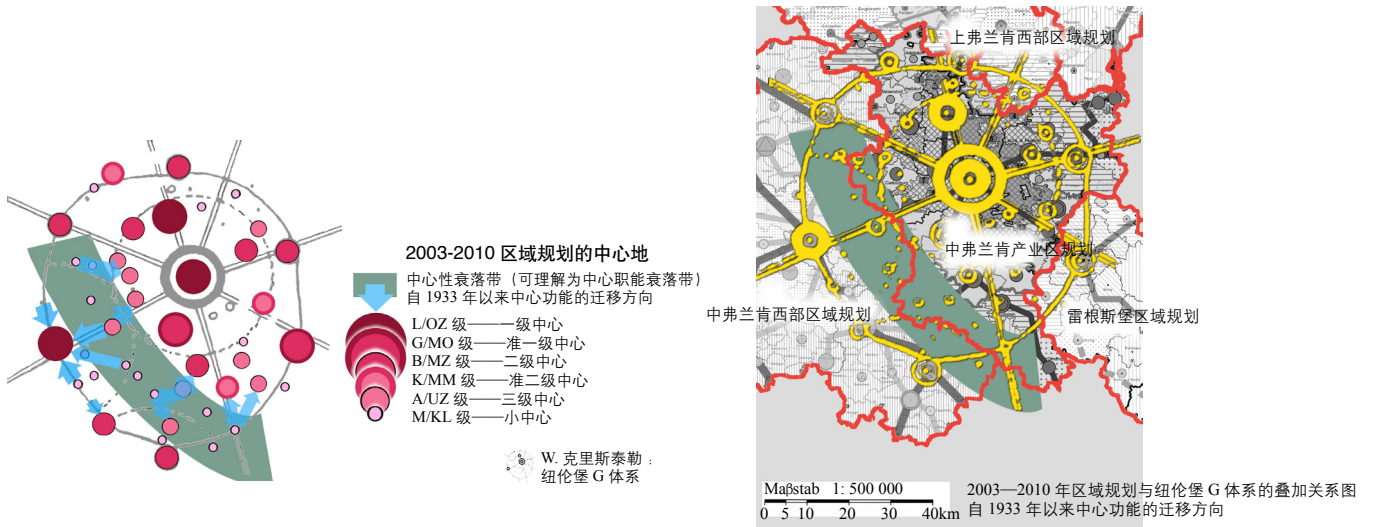 2003-2010 区域规划的中心地
中心性衰落带（可理解为中心职能衰落带）
自 1933 年以来中心功能的迁移方向
L/OZ 级——一级中心
G/MO 级——准一级中心
B/MZ 级——二级中心
K/MM 级——准二级中心
A/UZ 级——三级中心
M/KL 级——小中心
W. 克里斯泰勒：
纽伦堡 G 体系
上弗兰肯西部区域规划
中弗兰肯产业区规划
中弗兰肯西部区域规划
雷根斯堡区域规划
Maβstab 1: 500 000
0 5 10 20 30 40km
2003—2010 年区域规划与纽伦堡 G 体系的叠加关系图
自 1933 年以来中心功能的迁移方向